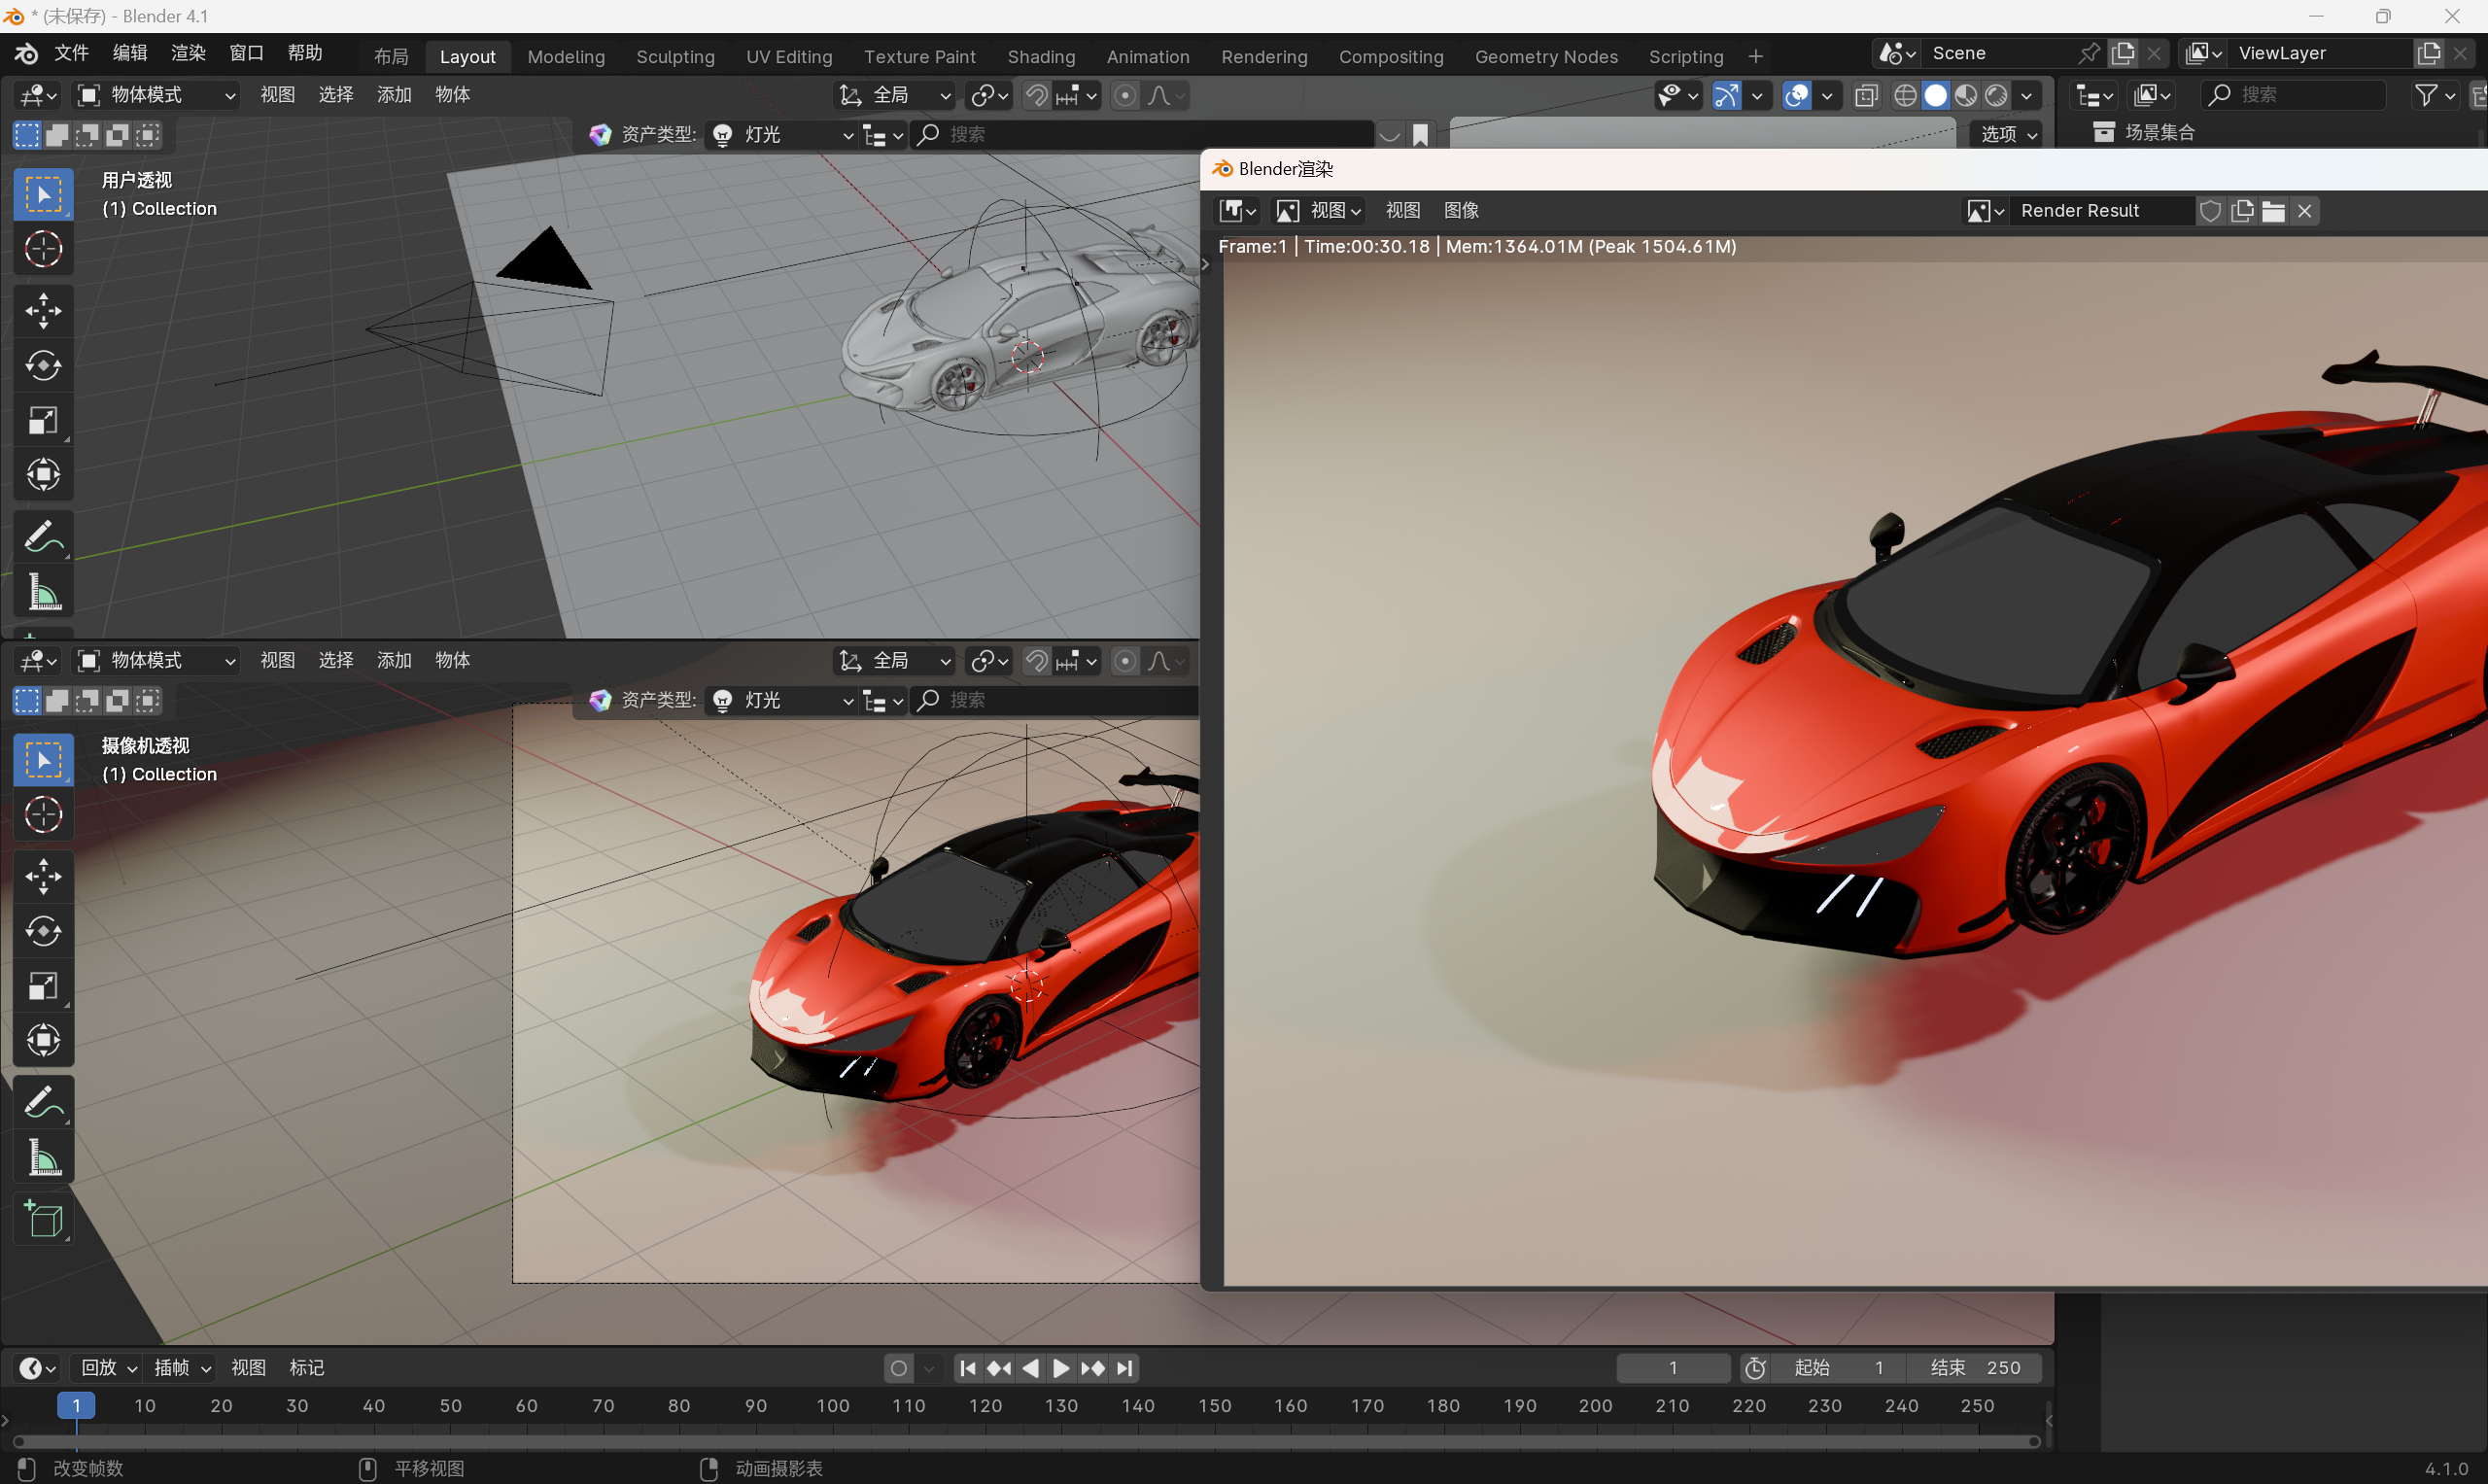 * (未保存) - Blender 4.1
文件 编辑 渲染 窗口 帮助 布局 Layout Modeling Sculpting UV Editing Texture Paint Shading Animation Rendering Compositing Geometry Nodes Scripting + Scene ViewLayer
物体模式 视图 选择 添加 物体 全局 搜索
资产类型: 灯光 搜索 选项 场景集合
用户透视
(1) Collection
Blender渲染
视图 视图 图像 Render Result
Frame:1 | Time:00:30.18 | Mem:1364.01M (Peak 1504.61M)
物体模式 视图 选择 添加 物体 全局
资产类型: 灯光 搜索
摄像机透视
(1) Collection
回放 插帧 视图 标记 1 起始 1 结束 250
1 10 20 30 40 50 60 70 80 90 100 110 120 130 140 150 160 170 180 190 200 210 220 230 240 250
改变帧数 平移视图 动画摄影表 4.1.0